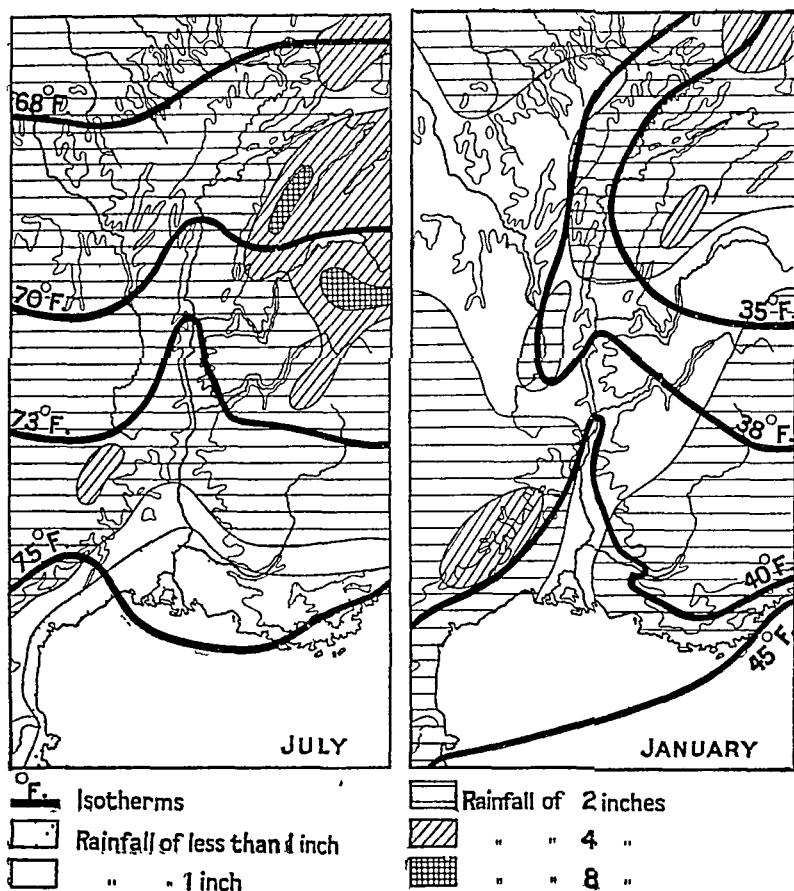 68°F.
70°F.
73°F.
75°F.
JULY
35°F.
38°F.
40°F.
45°F.
JANUARY
°F. Isotherms
Rainfall of less than 1 inch
" " 1 inch
Rainfall of 2 inches
" " 4 "
" " 8 "